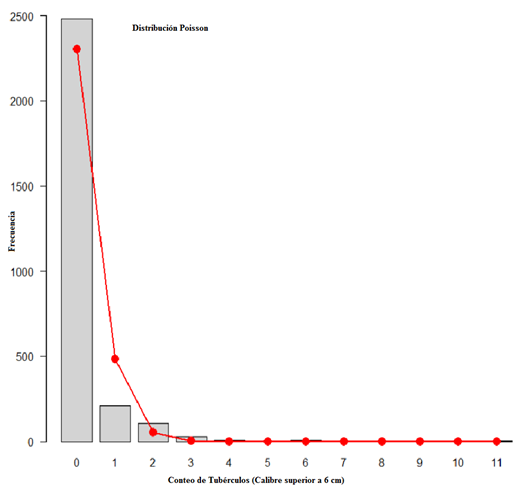 Distribución Poisson
2500
2000
1500
1000
500
0
Frecuencia
0 1 2 3 4 5 6 7 8 9 10 11
Conteo de Tubérculos (Calibre superior a 6 cm)